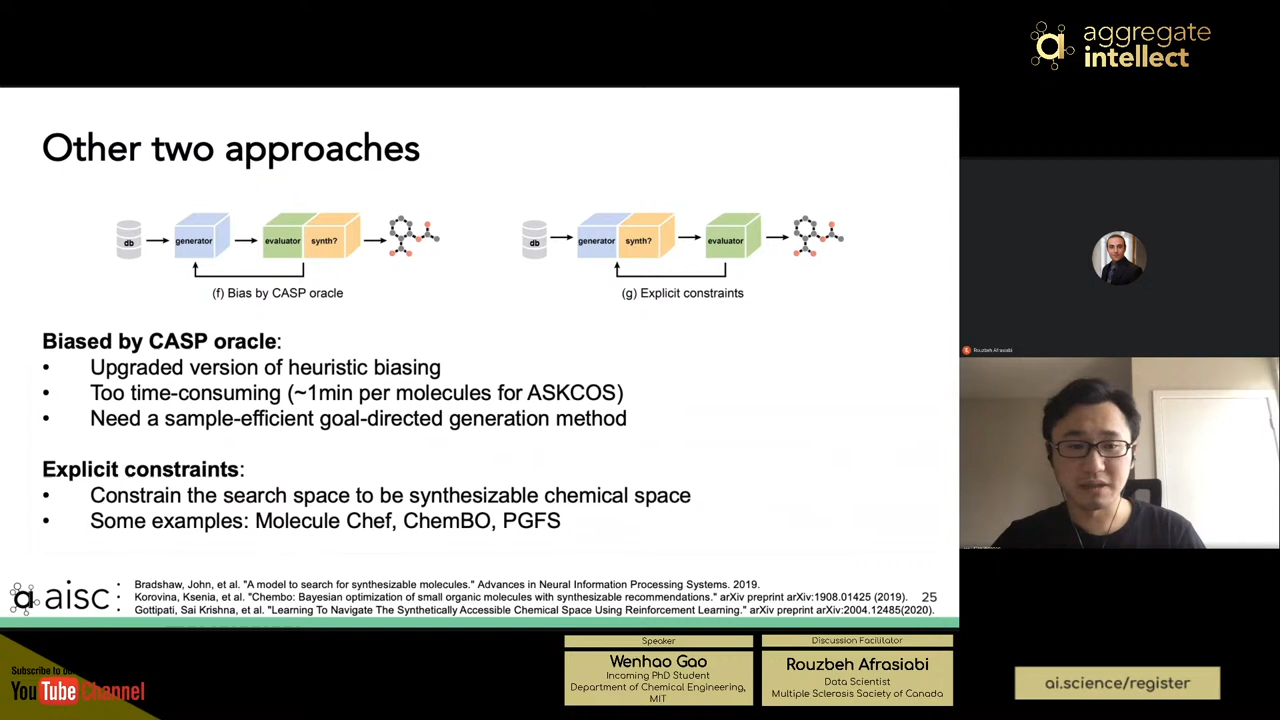 aggregate
intellect
Other two approaches
db
generator
evaluator
synth?
(f) Bias by CASP oracle
db
generator
synth?
evaluator
(g) Explicit constraints
Biased by CASP oracle:
• Upgraded version of heuristic biasing
• Too time-consuming (~1min per molecules for ASKCOS)
• Need a sample-efficient goal-directed generation method
Explicit constraints:
• Constrain the search space to be synthesizable chemical space
• Some examples: Molecule Chef, ChemBO, PGFS
Rouzbeh Afrasiabi
aisc
• Bradshaw, John, et al. "A model to search for synthesizable molecules." Advances in Neural Information Processing Systems. 2019.
• Korovina, Ksenia, et al. "Chembo: Bayesian optimization of small organic molecules with synthesizable recommendations." arXiv preprint arXiv:1908.01425 (2019).
• Gottipati, Sai Krishna, et al. "Learning To Navigate The Synthetically Accessible Chemical Space Using Reinforcement Learning." arXiv preprint arXiv:2004.12485(2020).
25
Subscribe to
YouTube Channel
Speaker
Wenhao Gao
Incoming PhD Student
Department of Chemical Engineering,
MIT
Discussion Facilitator
Rouzbeh Afrasiabi
Data Scientist
Multiple Sclerosis Society of Canada
ai.science/register